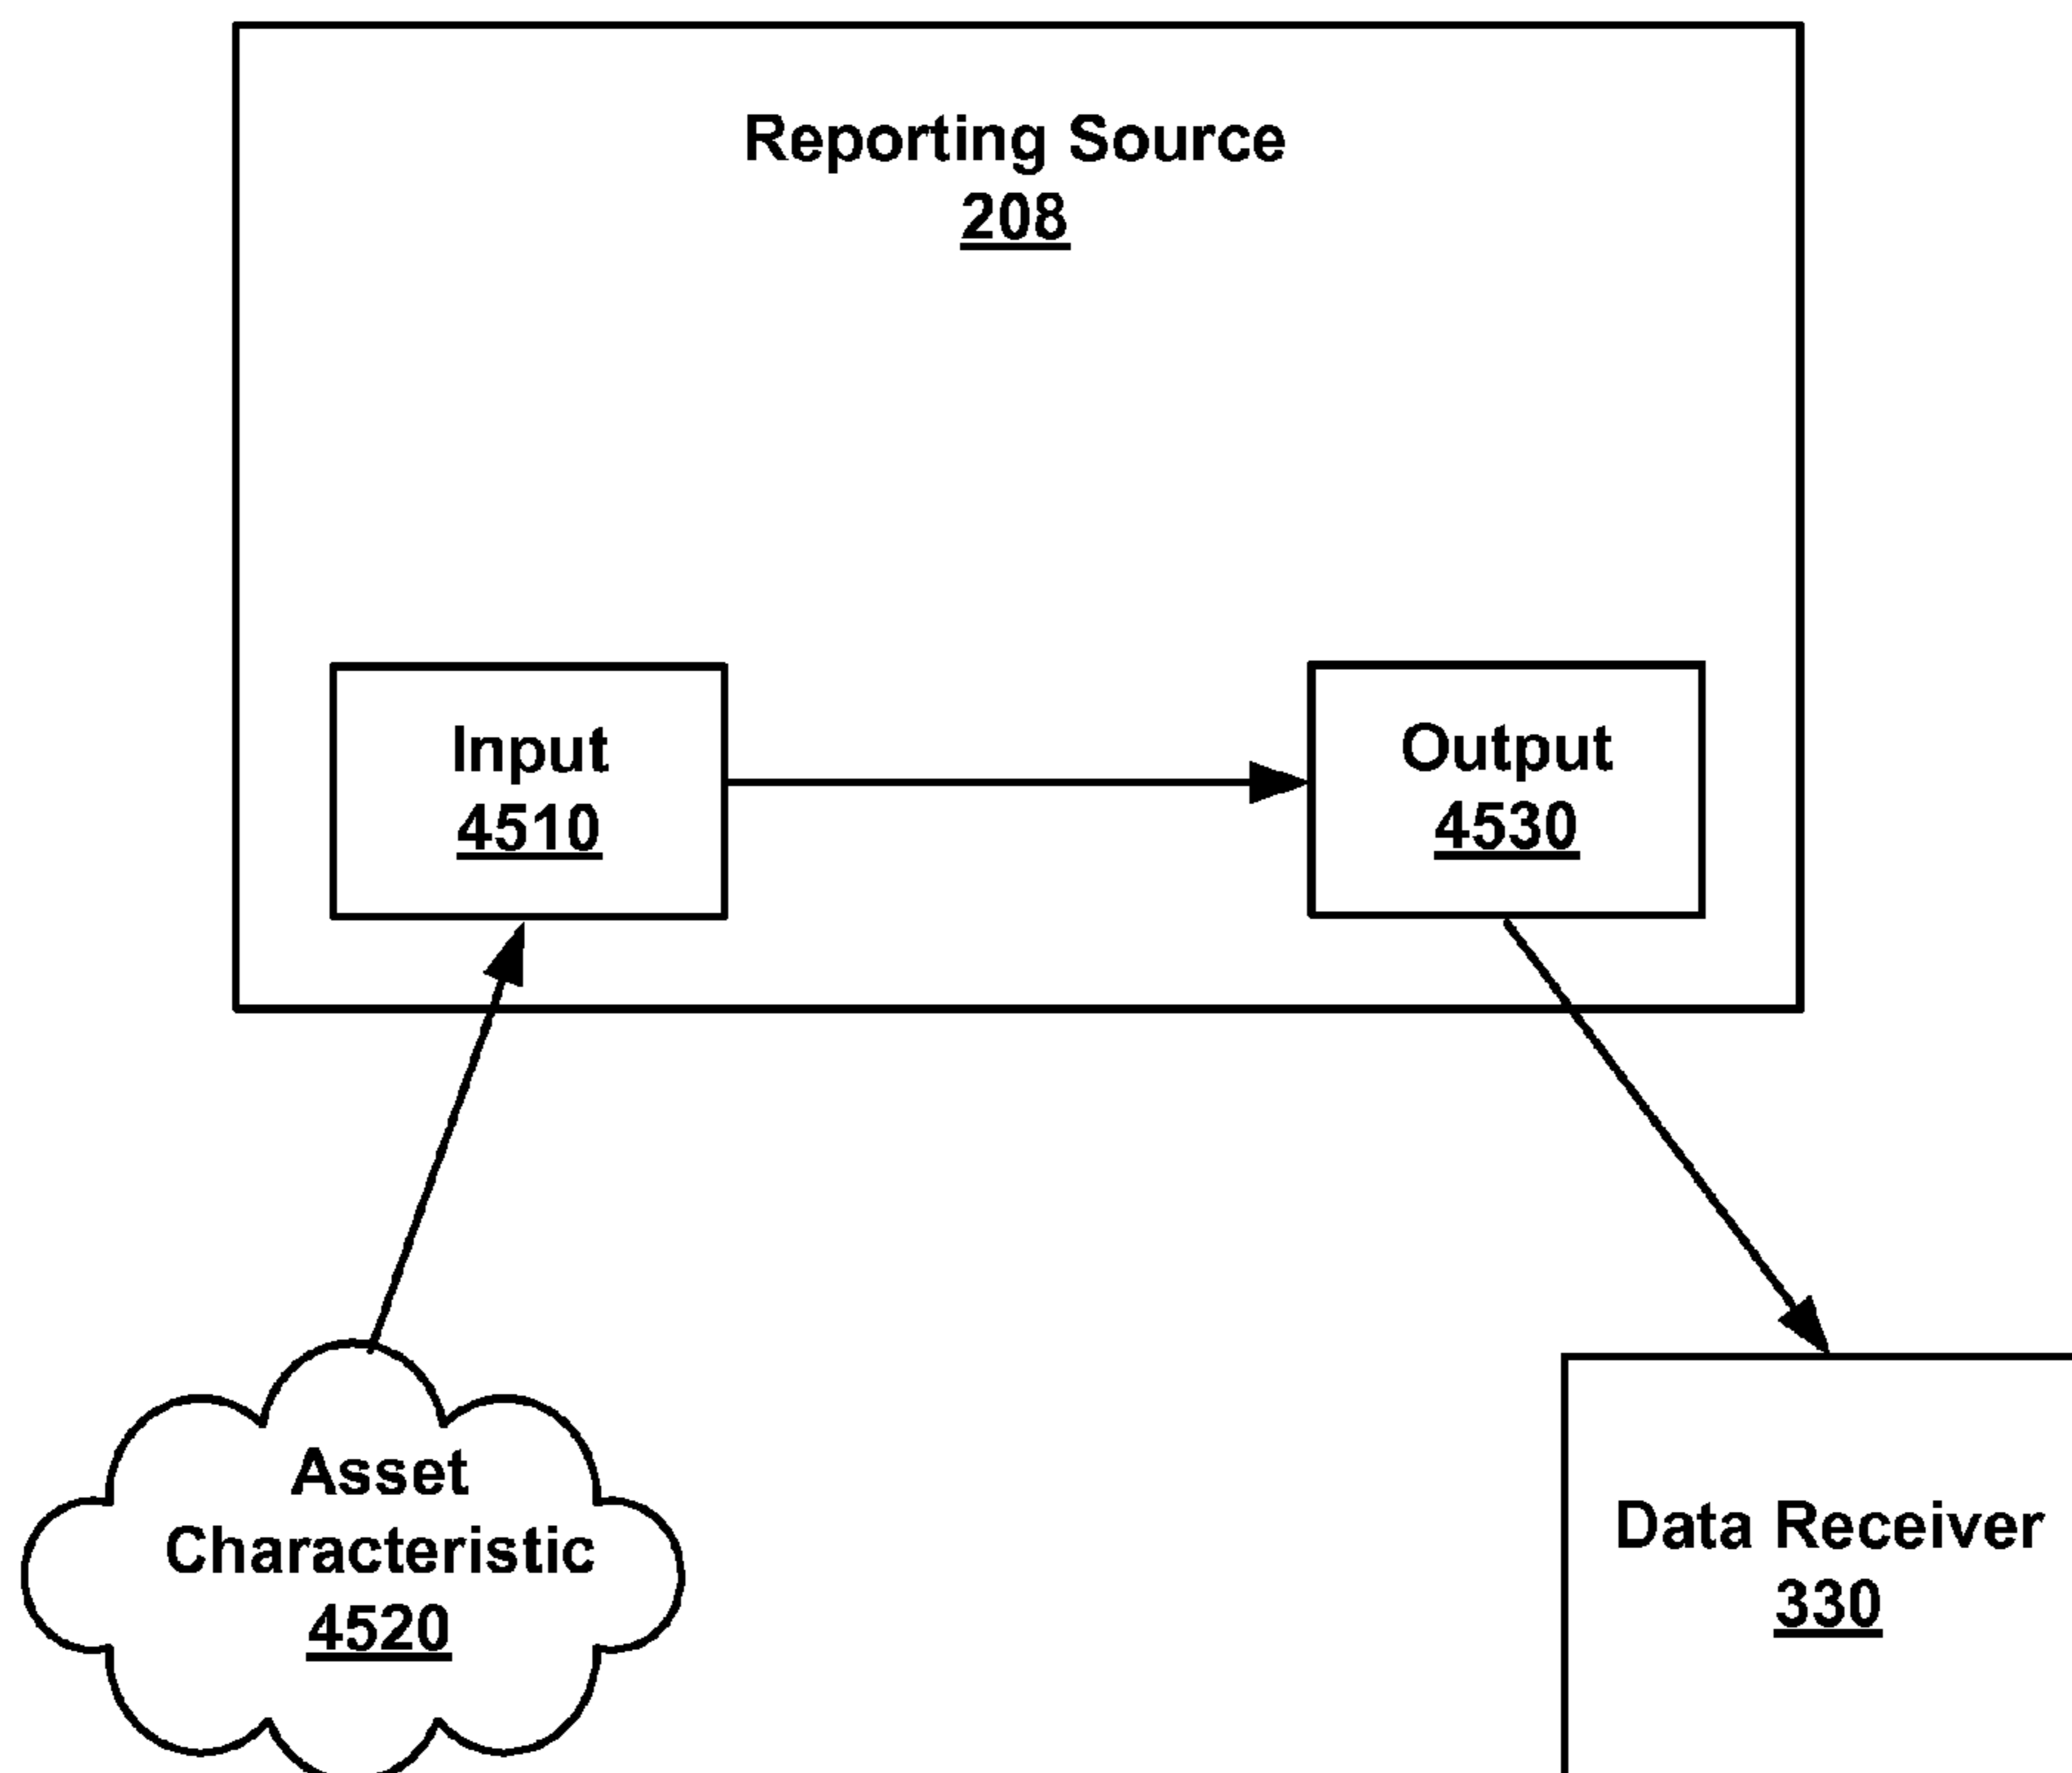 Reporting Source
208
Input
4510
Output
4530
Asset
Characteristic
4520
Data Receiver
330